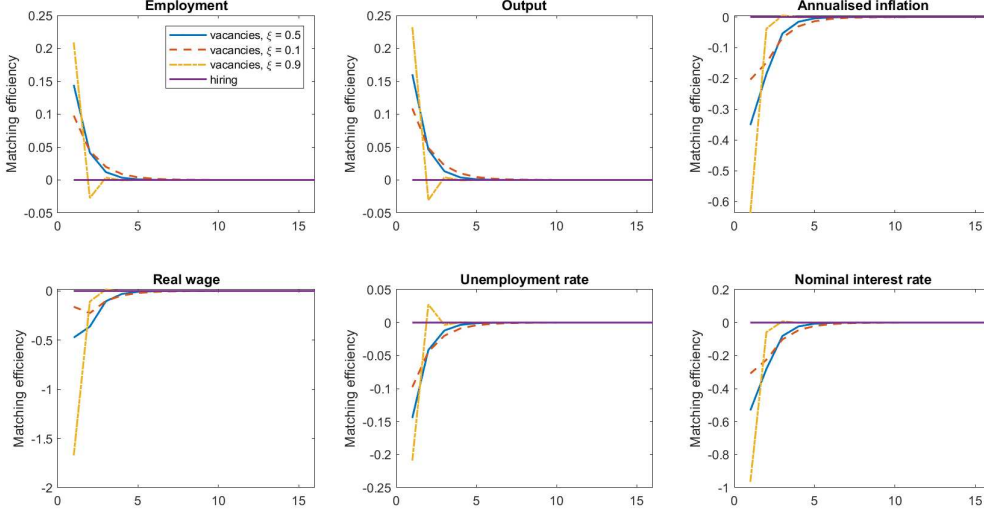 Employment
0.25
0.2
0.15
0.1
0.05
0
-0.05
Matching efficiency
0 5 10 15
vacancies, ξ = 0.5
vacancies, ξ = 0.1
vacancies, ξ = 0.9
hiring
Output
0.25
0.2
0.15
0.1
0.05
0
-0.05
Matching efficiency
0 5 10 15
Annualised inflation
0
-0.1
-0.2
-0.3
-0.4
-0.5
-0.6
Matching efficiency
0 5 10 15
Real wage
0
-0.5
-1
-1.5
-2
Matching efficiency
0 5 10 15
Unemployment rate
0.05
0
-0.05
-0.1
-0.15
-0.2
-0.25
Matching efficiency
0 5 10 15
Nominal interest rate
0.2
0
-0.2
-0.4
-0.6
-0.8
-1
Matching efficiency
0 5 10 15